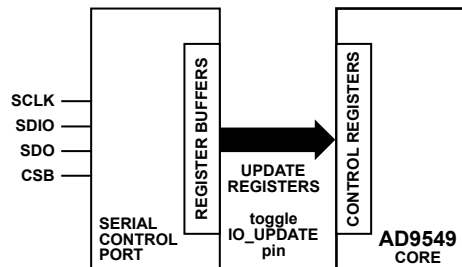 SCLK
SDIO
SDO
CSB
SERIAL
CONTROL
PORT
REGISTER BUFFERS
UPDATE
REGISTERS
toggle
IO_UPDATE
pin
CONTROL REGISTERS
AD9549
CORE